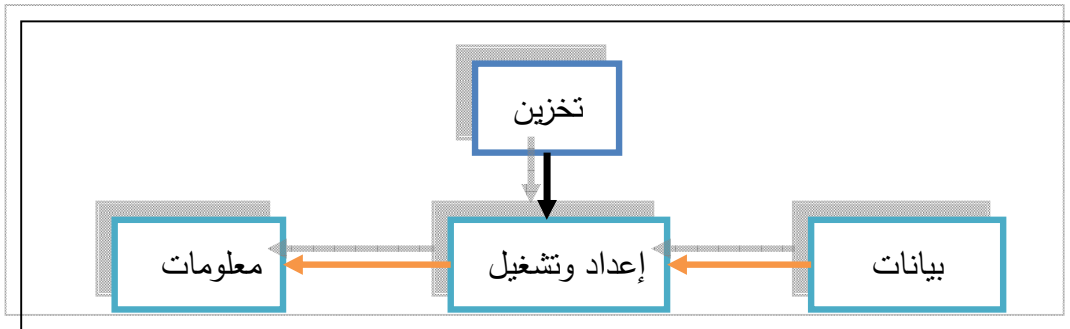 تخزين
بيانات
إعداد وتشغيل
معلومات